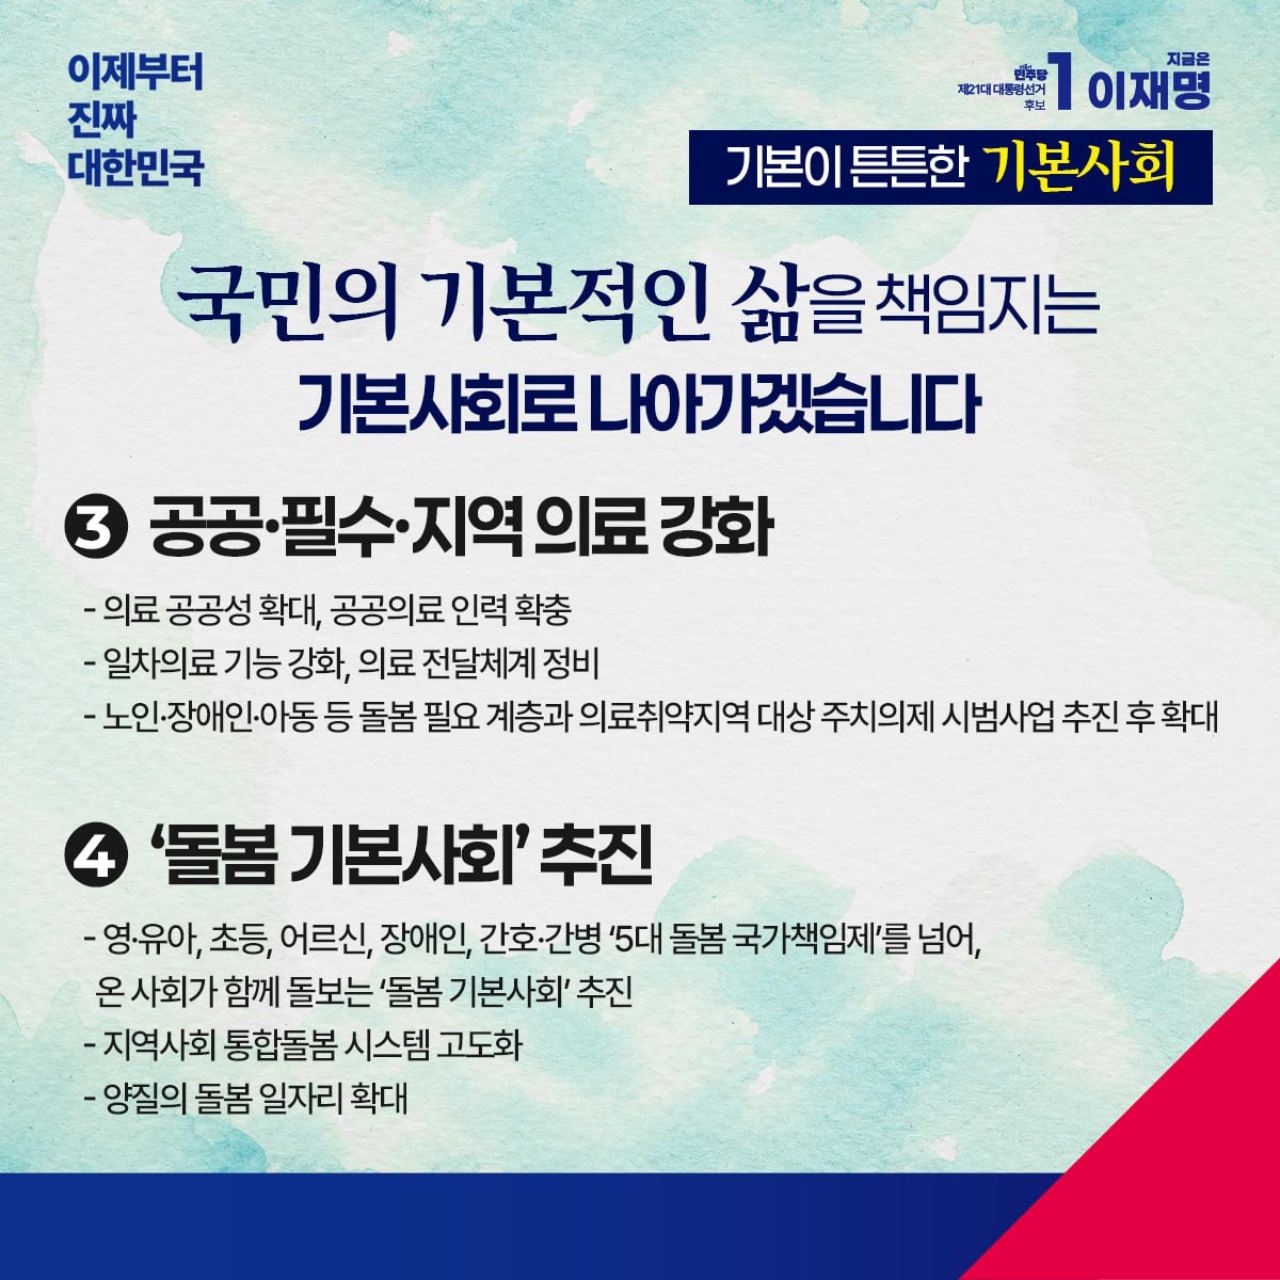 이제부터
진짜
대한민국
지금은
민주당
제21대 대통령선거
후보
1 이재명
기본이 튼튼한 기본사회
국민의 기본적인 삶을 책임지는
기본사회로 나아가겠습니다
3 공공·필수·지역 의료 강화
- 의료 공공성 확대, 공공의료 인력 확충
- 일차의료 기능 강화, 의료 전달체계 정비
- 노인·장애인·아동 등 돌봄 필요 계층과 의료취약지역 대상 주치의제 시범사업 추진 후 확대
4 ‘돌봄 기본사회’ 추진
- 영·유아, 초등, 어르신, 장애인, 간호·간병 ‘5대 돌봄 국가책임제’를 넘어,
온 사회가 함께 돌보는 ‘돌봄 기본사회’ 추진
- 지역사회 통합돌봄 시스템 고도화
- 양질의 돌봄 일자리 확대